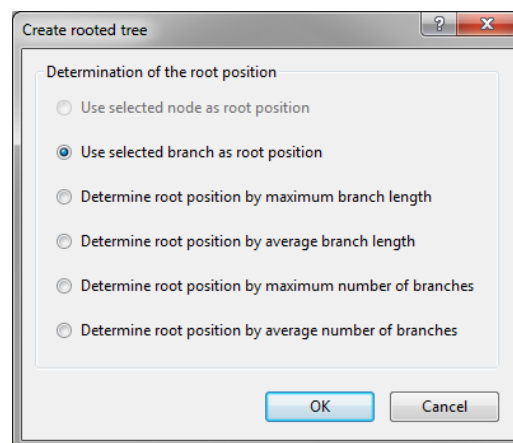 Create rooted tree
?
Determination of the root position
Use selected node as root position
Use selected branch as root position
Determine root position by maximum branch length
Determine root position by average branch length
Determine root position by maximum number of branches
Determine root position by average number of branches
OK
Cancel